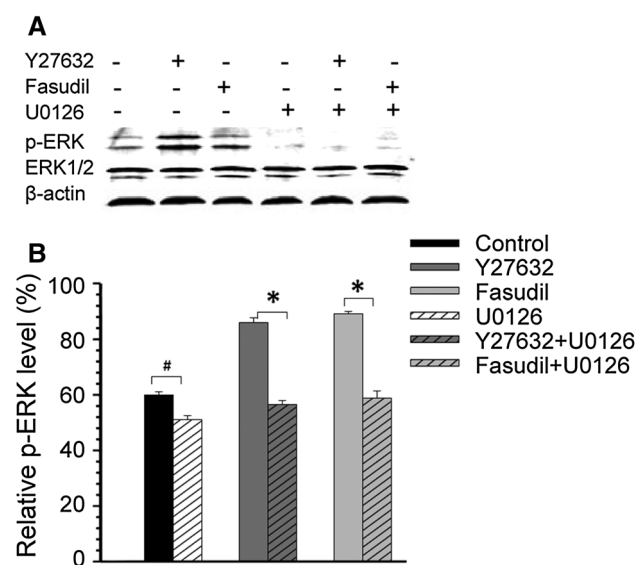 A
Y27632 - + - - + -
Fasudil - - + - - +
U0126 - - - + + +
p-ERK
ERK1/2
β-actin
B
Control
Y27632
Fasudil
U0126
Y27632+U0126
Fasudil+U0126
Relative p-ERK level (%)
100
80
60
40
20
0
#
*
*